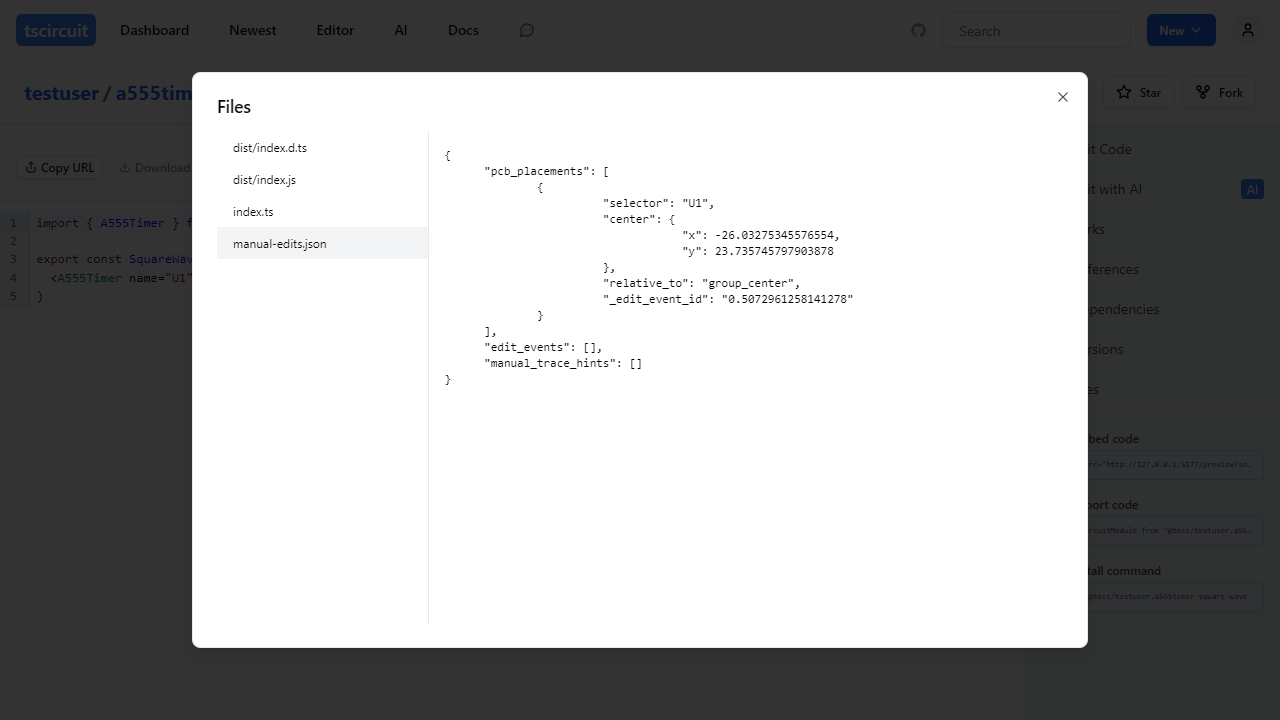 tscircuit Dashboard Newest Editor AI Docs Search New
testuser / a555tim Star Fork
Files
dist/index.d.ts
dist/index.js
index.ts
manual-edits.json
{
"pcb_placements": [
{
"selector": "U1",
"center": {
"x": -26.03275345576554,
"y": 23.735745797903878
},
"relative_to": "group_center",
"_edit_event_id": "0.5072961258141278"
}
],
"edit_events": [],
"manual_trace_hints": []
}
Copy URL Download
1 import { A555Timer } f
2
3 export const SquareWav
4 <A555Timer name="U1"
5 )
it Code
it with AI AI
rks
ferences
pendencies
rsions
es
bed code
rc="http://127.0.0.1:5177/preview?sn...
port code
rcuitModule from "@tsci/testuser.a55...
tall command
@tsci/testuser.a555timer-square-wave